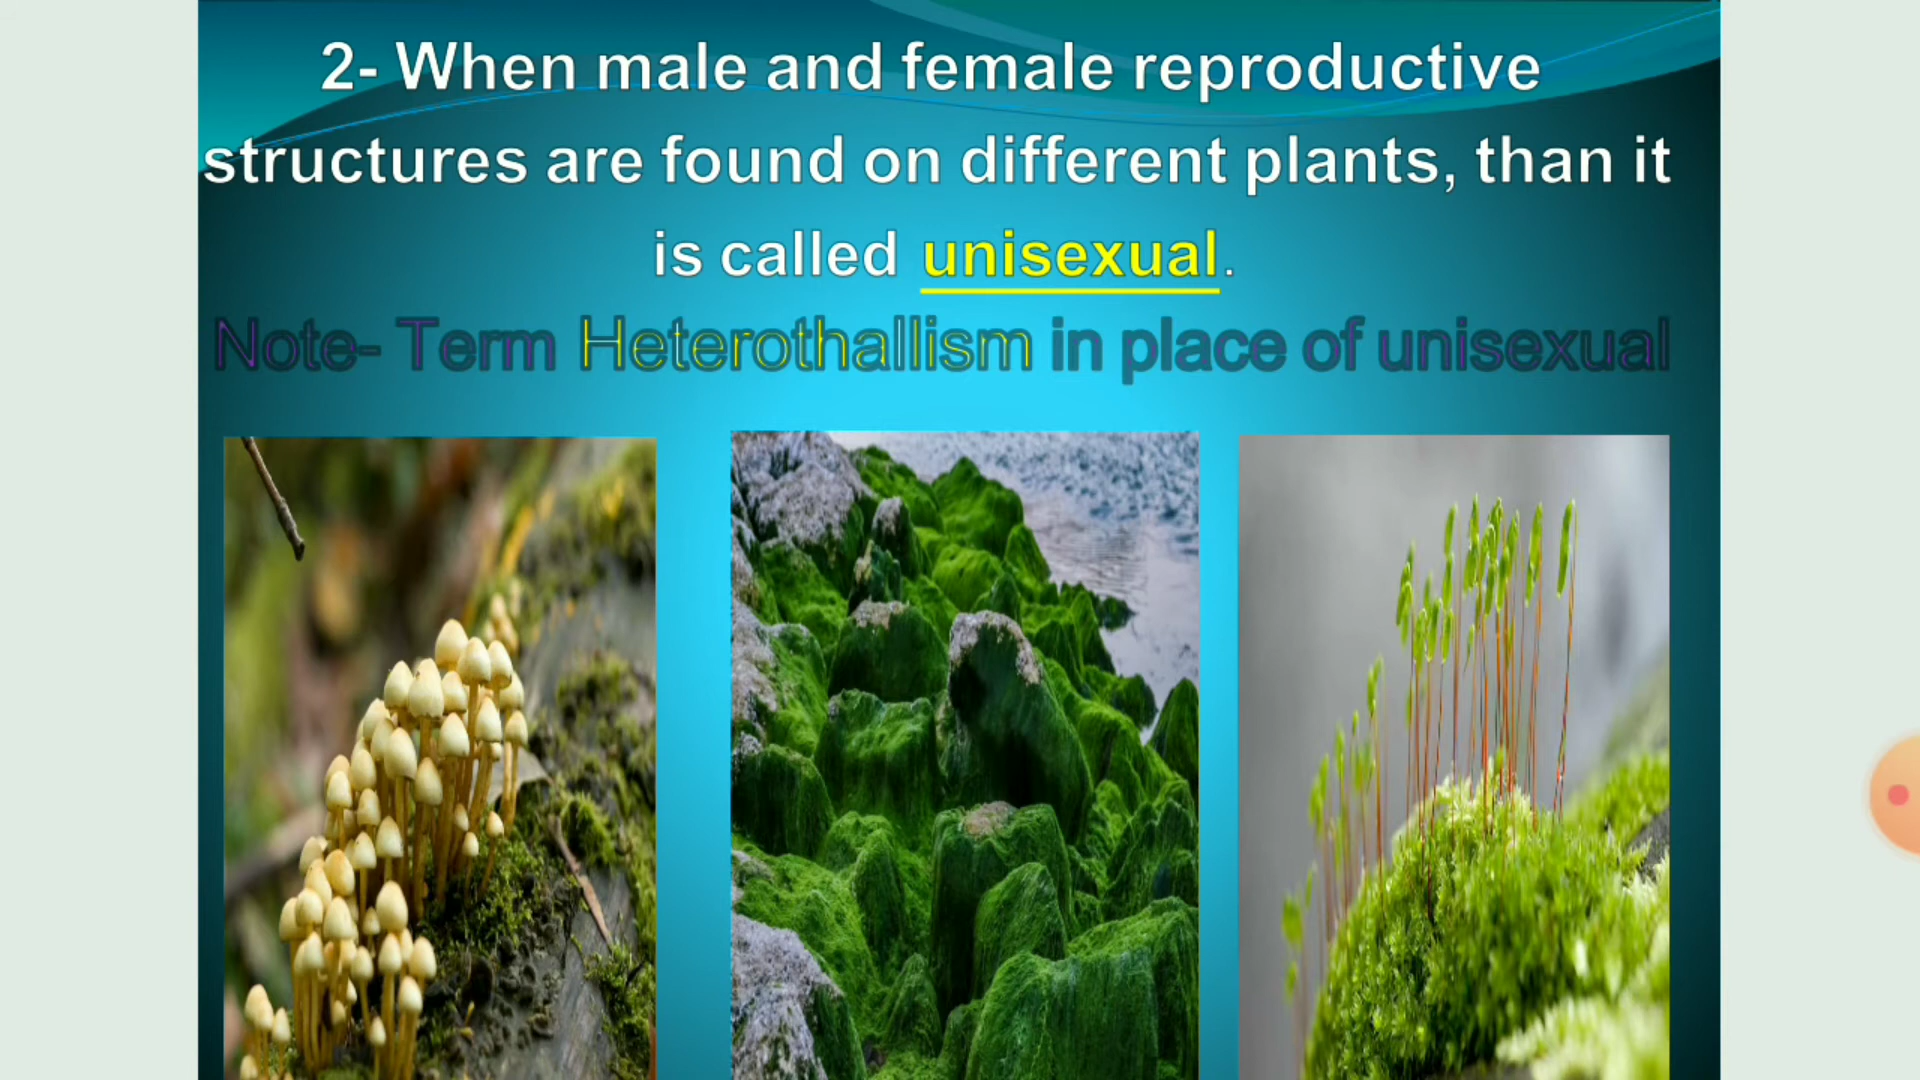 2- When male and female reproductive
structures are found on different plants, than it
is called unisexual.
Note- Term Heterothallism in place of unisexual